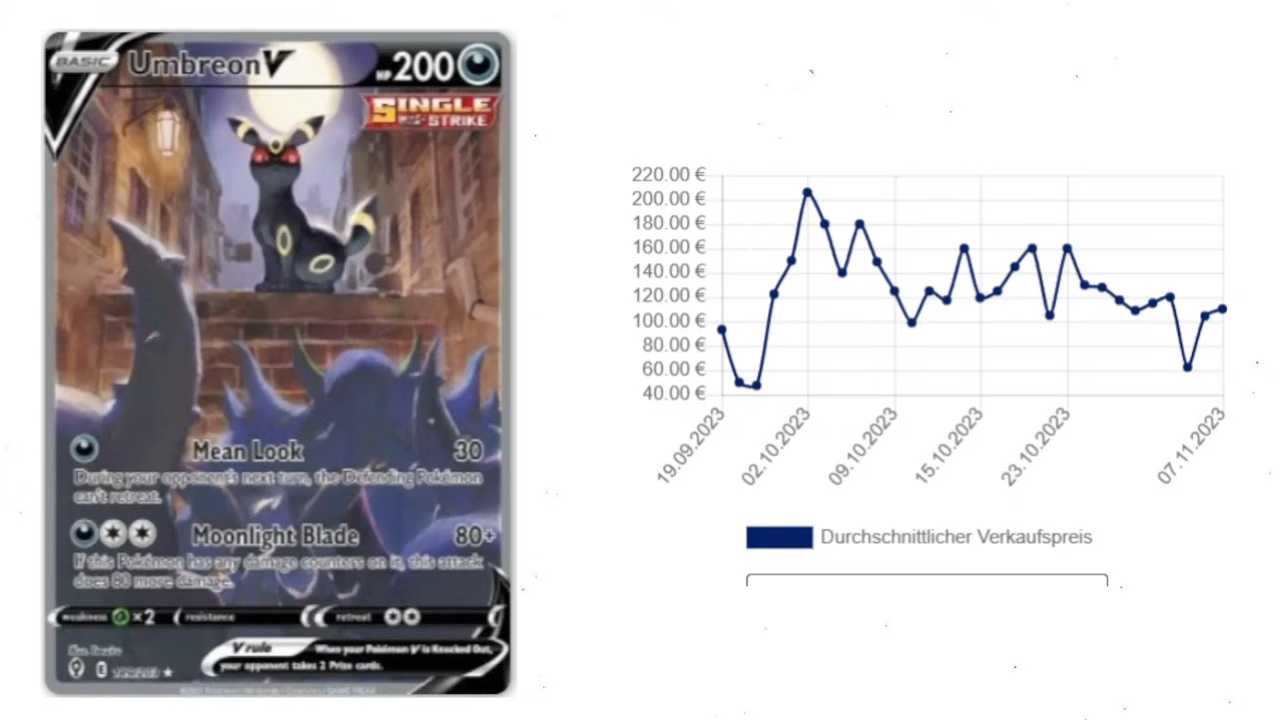 BASIC
Umbreon V
HP 200
SINGLE
STRIKE
Mean Look 30
During your opponent's next turn, the Defending Pokémon
can't retreat.
Moonlight Blade 80+
If this Pokémon has any damage counters on it, this attack
does 80 more damage.
weakness ×2 resistance retreat
V rule When your Pokémon V is Knocked Out,
your opponent takes 2 Prize cards.
220.00 €
200.00 €
180.00 €
160.00 €
140.00 €
120.00 €
100.00 €
80.00 €
60.00 €
40.00 €
19.09.2023
02.10.2023
09.10.2023
15.10.2023
23.10.2023
07.11.2023
Durchschnittlicher Verkaufspreis